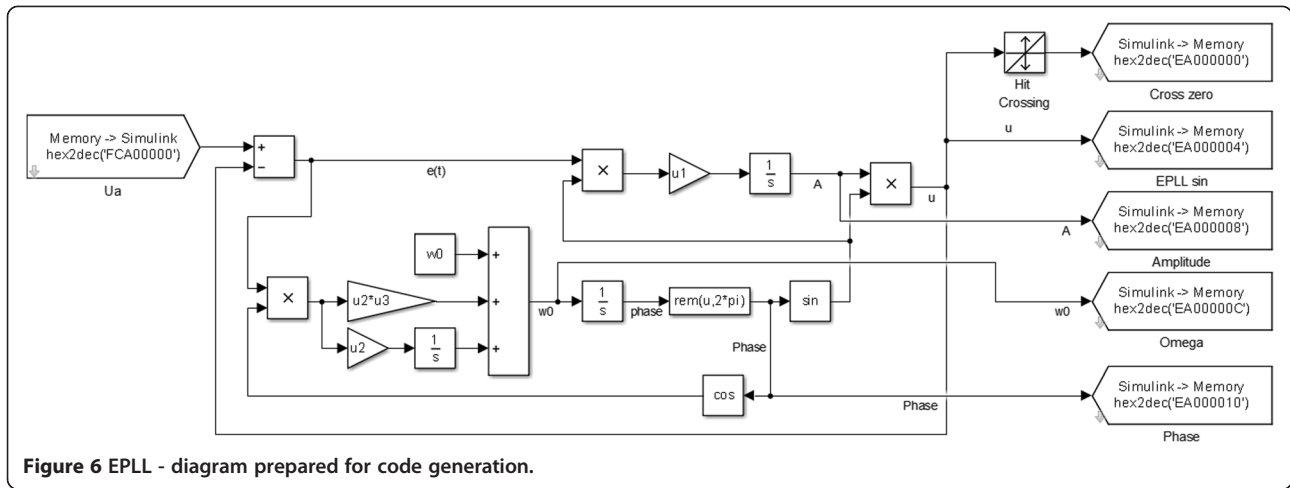 Simulink -> Memory
hex2dec('EA000000')
Cross zero
Hit
Crossing
Memory -> Simulink
hex2dec('FCA00000')
Ua
+
−
e(t)
×
u1
1
s
A
×
u
u
Simulink -> Memory
hex2dec('EA000004')
EPLL sin
A
Simulink -> Memory
hex2dec('EA000008')
Amplitude
w0
+
×
u2*u3
+
w0
1
s
phase
rem(u,2*pi)
sin
w0
Simulink -> Memory
hex2dec('EA00000C')
Omega
u2
1
s
+
Phase
cos
Phase
Simulink -> Memory
hex2dec('EA000010')
Phase
Figure 6 EPLL - diagram prepared for code generation.